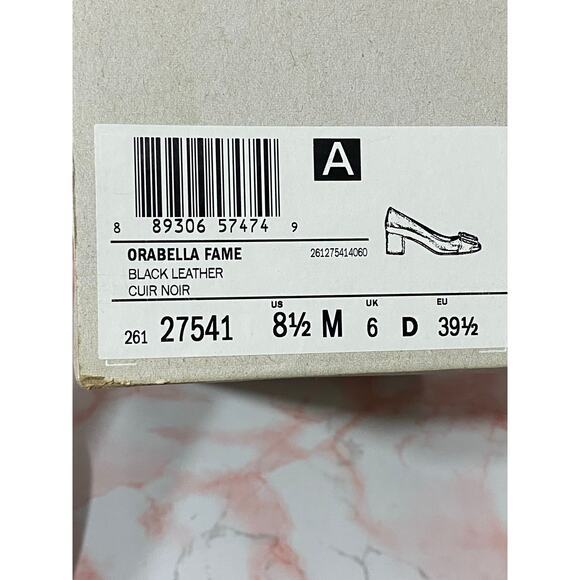 A
8 89306 57474 9
ORABELLA FAME 261275414060
BLACK LEATHER
CUIR NOIR
US UK EU
261 27541 8½ M 6 D 39½